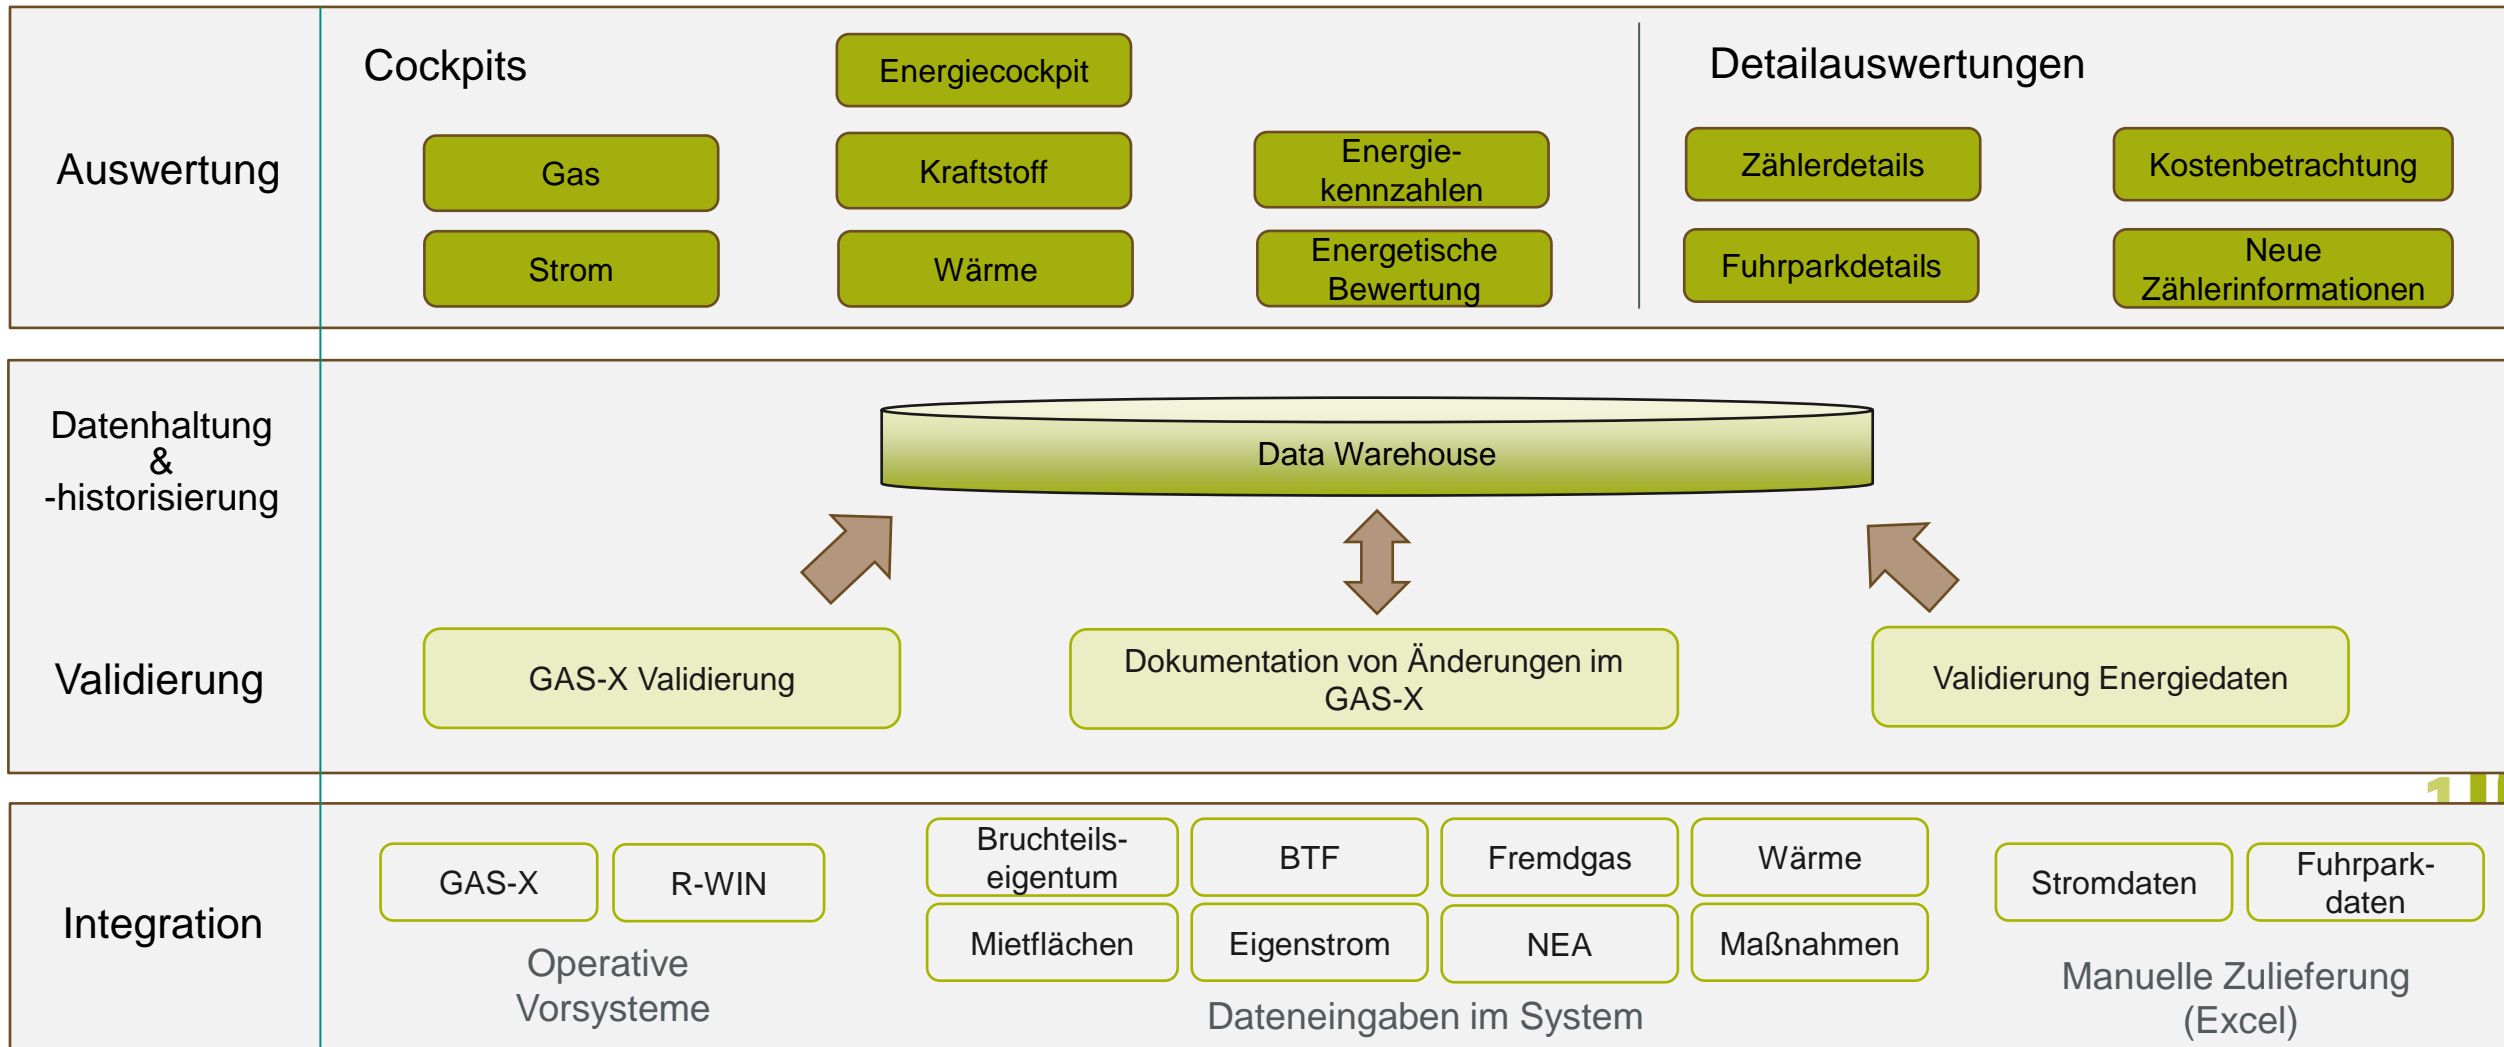 Auswertung
Cockpits
Energiecockpit
Gas
Kraftstoff
Energie-
kennzahlen
Strom
Wärme
Energetische
Bewertung
Detailauswertungen
Zählerdetails
Kostenbetrachtung
Fuhrparkdetails
Neue
Zählerinformationen
Datenhaltung
&
-historisierung
Data Warehouse
Validierung
GAS-X Validierung
Dokumentation von Änderungen im
GAS-X
Validierung Energiedaten
Integration
GAS-X
R-WIN
Operative
Vorsysteme
Bruchteils-
eigentum
BTF
Fremdgas
Wärme
Mietflächen
Eigenstrom
NEA
Maßnahmen
Dateneingaben im System
Stromdaten
Fuhrpark-
daten
Manuelle Zulieferung
(Excel)